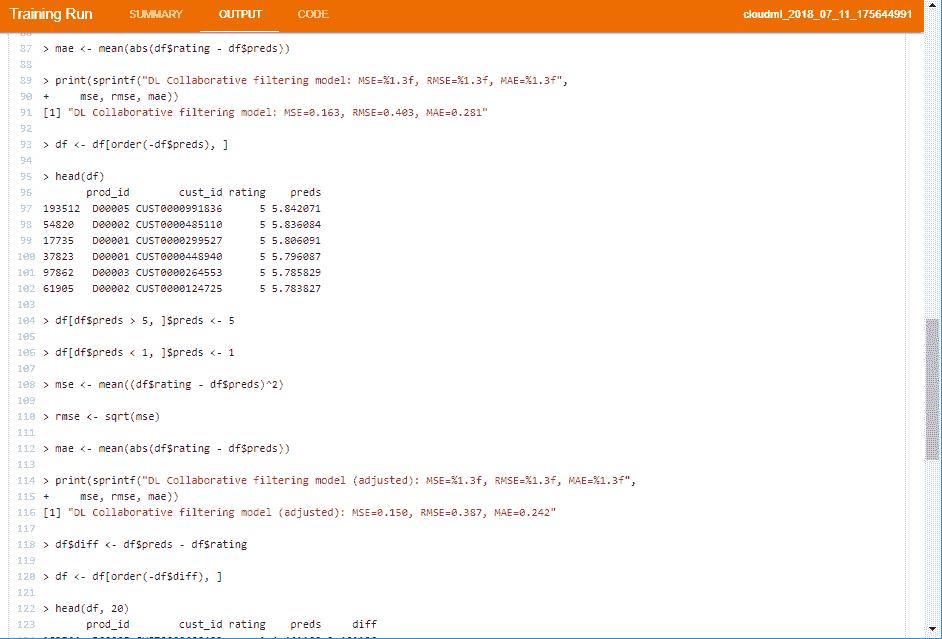 Training Run SUMMARY OUTPUT CODE cloudml_2018_07_11_175644991
86
87 > mae <- mean(abs(df$rating - df$preds))
88
89 > print(sprintf("DL Collaborative filtering model: MSE=%1.3f, RMSE=%1.3f, MAE=%1.3f",
90 + mse, rmse, mae))
91 [1] "DL Collaborative filtering model: MSE=0.163, RMSE=0.403, MAE=0.281"
92
93 > df <- df[order(-df$preds), ]
94
95 > head(df)
96 prod_id cust_id rating preds
97 193512 D00005 CUST0000991836 5 5.842071
98 54820 D00002 CUST0000485110 5 5.836084
99 17735 D00001 CUST0000299527 5 5.806091
100 37823 D00001 CUST0000448940 5 5.796087
101 97862 D00003 CUST0000264553 5 5.785829
102 61905 D00002 CUST0000124725 5 5.783827
103
104 > df[df$preds > 5, ]$preds <- 5
105
106 > df[df$preds < 1, ]$preds <- 1
107
108 > mse <- mean((df$rating - df$preds)^2)
109
110 > rmse <- sqrt(mse)
111
112 > mae <- mean(abs(df$rating - df$preds))
113
114 > print(sprintf("DL Collaborative filtering model (adjusted): MSE=%1.3f, RMSE=%1.3f, MAE=%1.3f",
115 + mse, rmse, mae))
116 [1] "DL Collaborative filtering model (adjusted): MSE=0.150, RMSE=0.387, MAE=0.242"
117
118 > df$diff <- df$preds - df$rating
119
120 > df <- df[order(-df$diff), ]
121
122 > head(df, 20)
123 prod_id cust_id rating preds diff